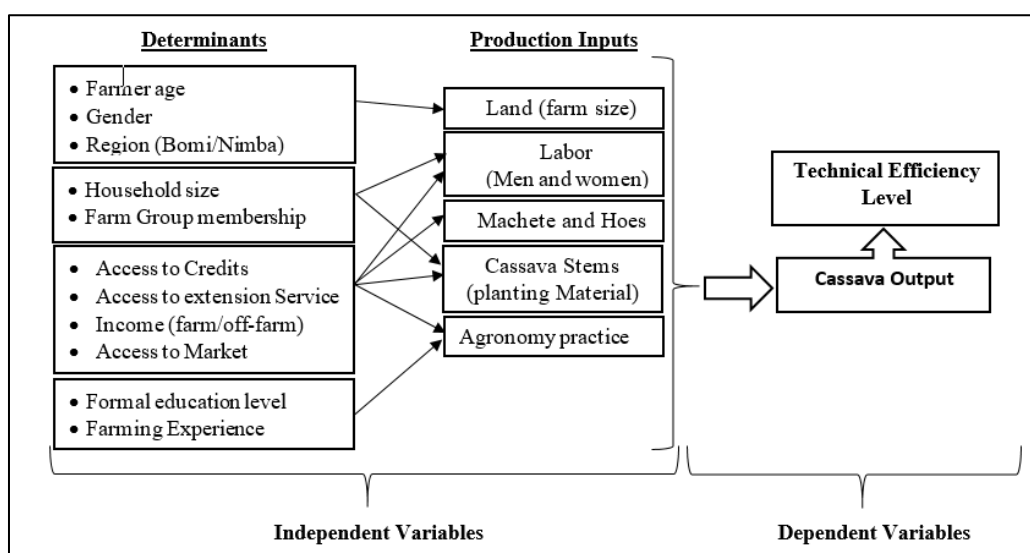 Determinants
• Farmer age
• Gender
• Region (Bomi/Nimba)
• Household size
• Farm Group membership
• Access to Credits
• Access to extension Service
• Income (farm/off-farm)
• Access to Market
• Formal education level
• Farming Experience
Production Inputs
Land (farm size)
Labor
(Men and women)
Machete and Hoes
Cassava Stems
(planting Material)
Agronomy practice
Technical Efficiency
Level
Cassava Output
Independent Variables
Dependent Variables